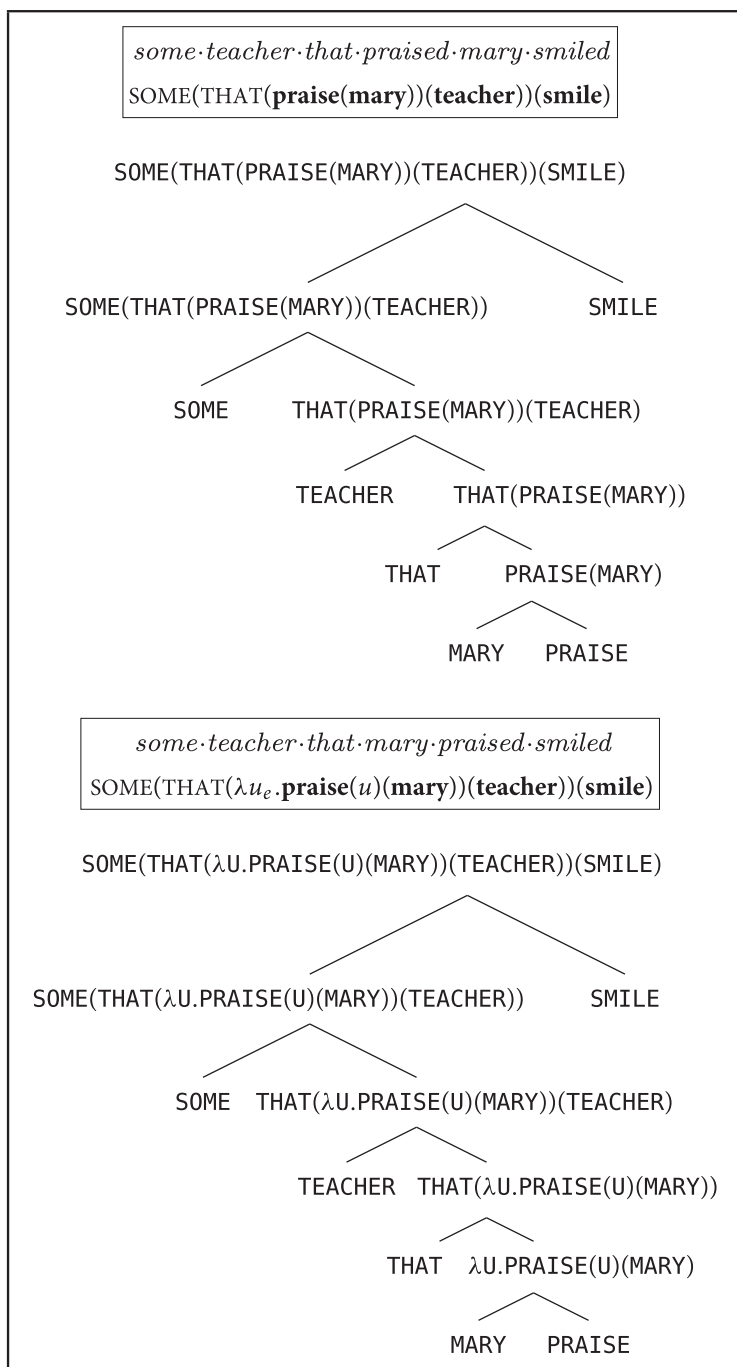 some·teacher·that·praised·mary·smiled
SOME(THAT(praise(mary))(teacher))(smile)
SOME(THAT(PRAISE(MARY))(TEACHER))(SMILE)
SOME(THAT(PRAISE(MARY))(TEACHER)) SMILE
SOME THAT(PRAISE(MARY))(TEACHER)
TEACHER THAT(PRAISE(MARY))
THAT PRAISE(MARY)
MARY PRAISE
some·teacher·that·mary·praised·smiled
SOME(THAT(λuₑ.praise(u)(mary))(teacher))(smile)
SOME(THAT(λU.PRAISE(U)(MARY))(TEACHER))(SMILE)
SOME(THAT(λU.PRAISE(U)(MARY))(TEACHER)) SMILE
SOME THAT(λU.PRAISE(U)(MARY))(TEACHER)
TEACHER THAT(λU.PRAISE(U)(MARY))
THAT λU.PRAISE(U)(MARY)
MARY PRAISE